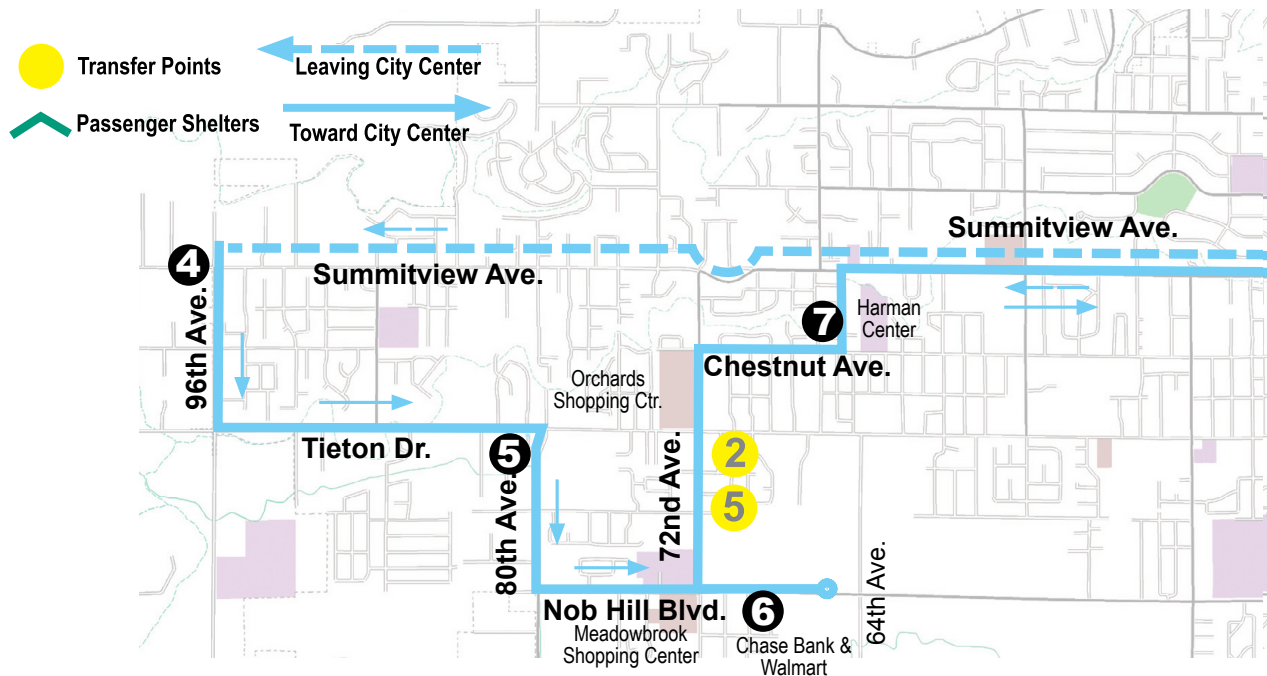 Transfer Points
Leaving City Center
Passenger Shelters
Toward City Center
Summitview Ave.
4
Summitview Ave.
96th Ave.
7
Harman
Center
Chestnut Ave.
Orchards
Shopping Ctr.
Tieton Dr.
5
2
5
80th Ave.
72nd Ave.
64th Ave.
Nob Hill Blvd.
6
Meadowbrook
Shopping Center
Chase Bank &
Walmart